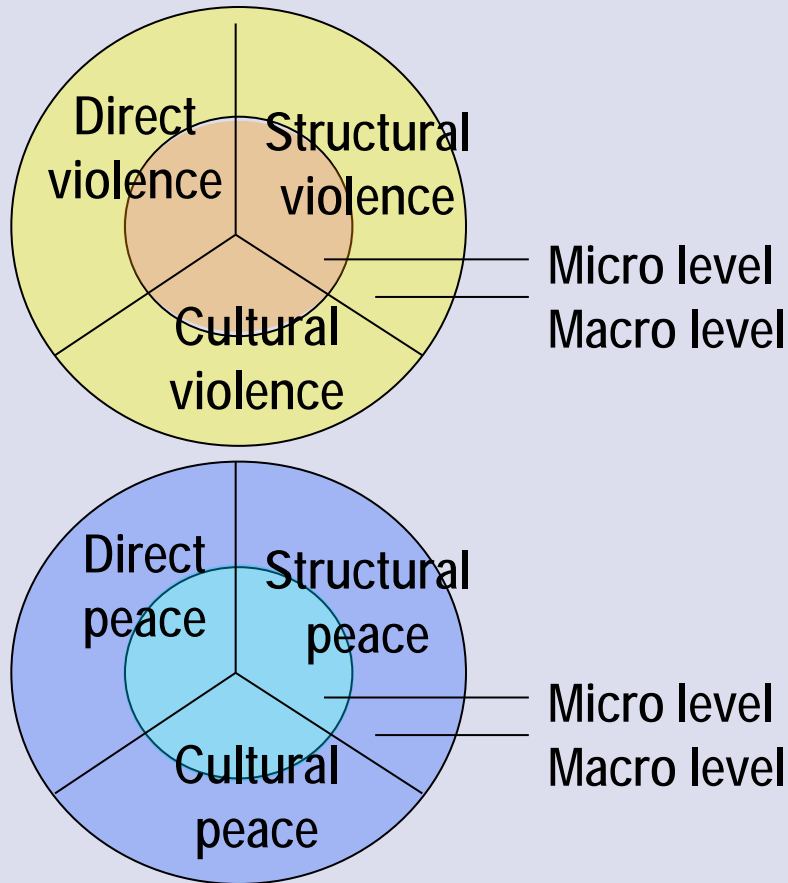 Direct
violence
Structural
violence
Cultural
violence
Micro level
Macro level
Direct
peace
Structural
peace
Cultural
peace
Micro level
Macro level